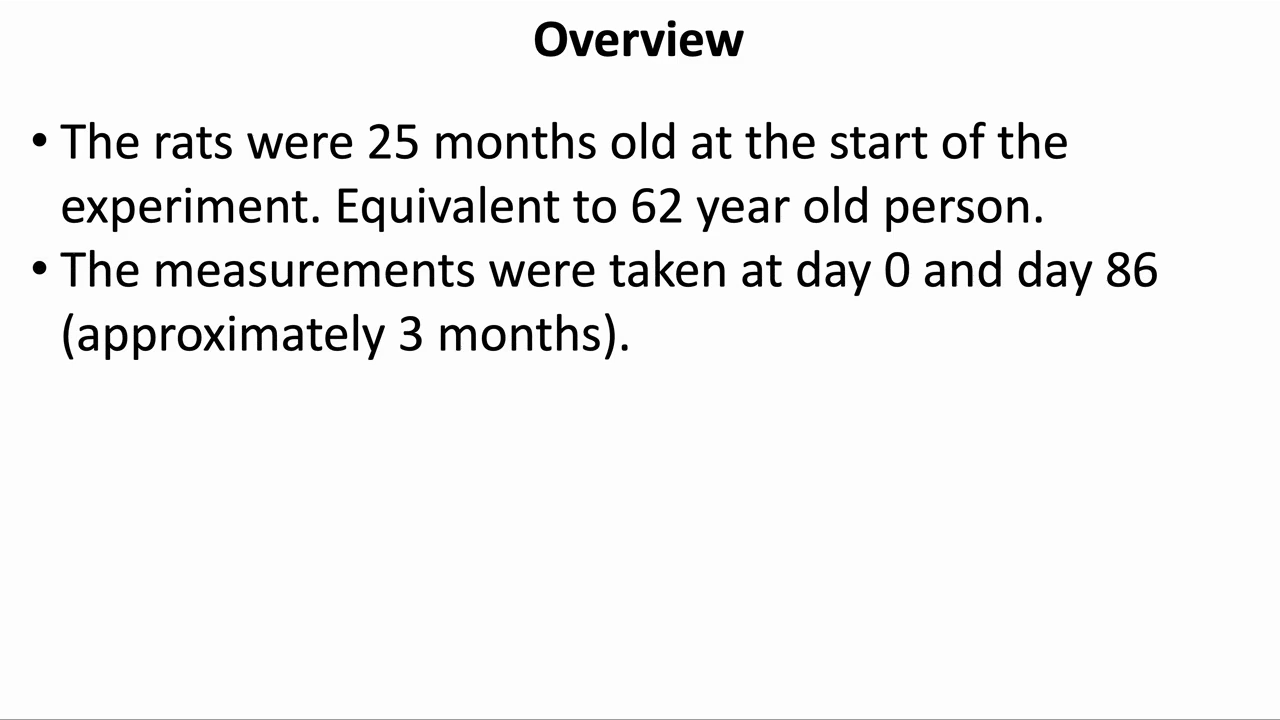 Overview
• The rats were 25 months old at the start of the
experiment. Equivalent to 62 year old person.
• The measurements were taken at day 0 and day 86
(approximately 3 months).